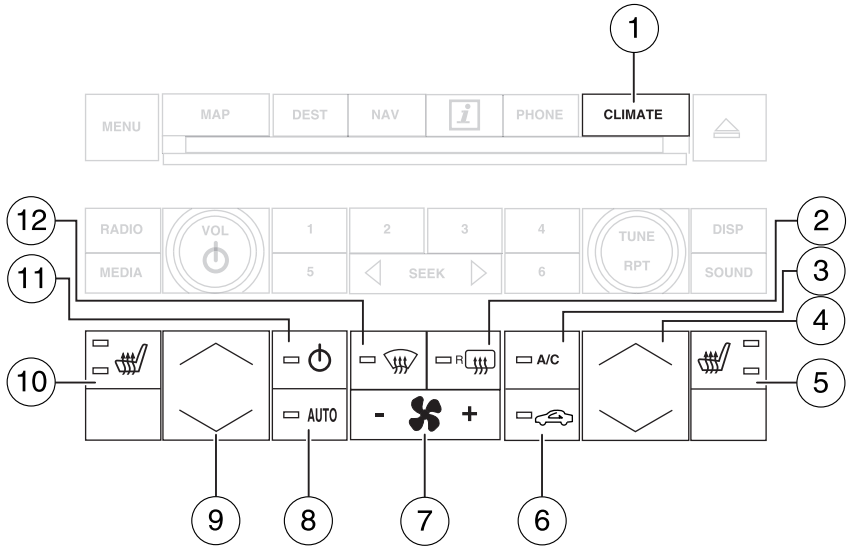 1
MENU
MAP
DEST
NAV
i
PHONE
CLIMATE
12
RADIO
VOL
1
2
3
4
TUNE
DISP
2
11
MEDIA
5
SEEK
6
RPT
SOUND
3
4
R
A/C
10
AUTO
-
+
5
9
8
7
6